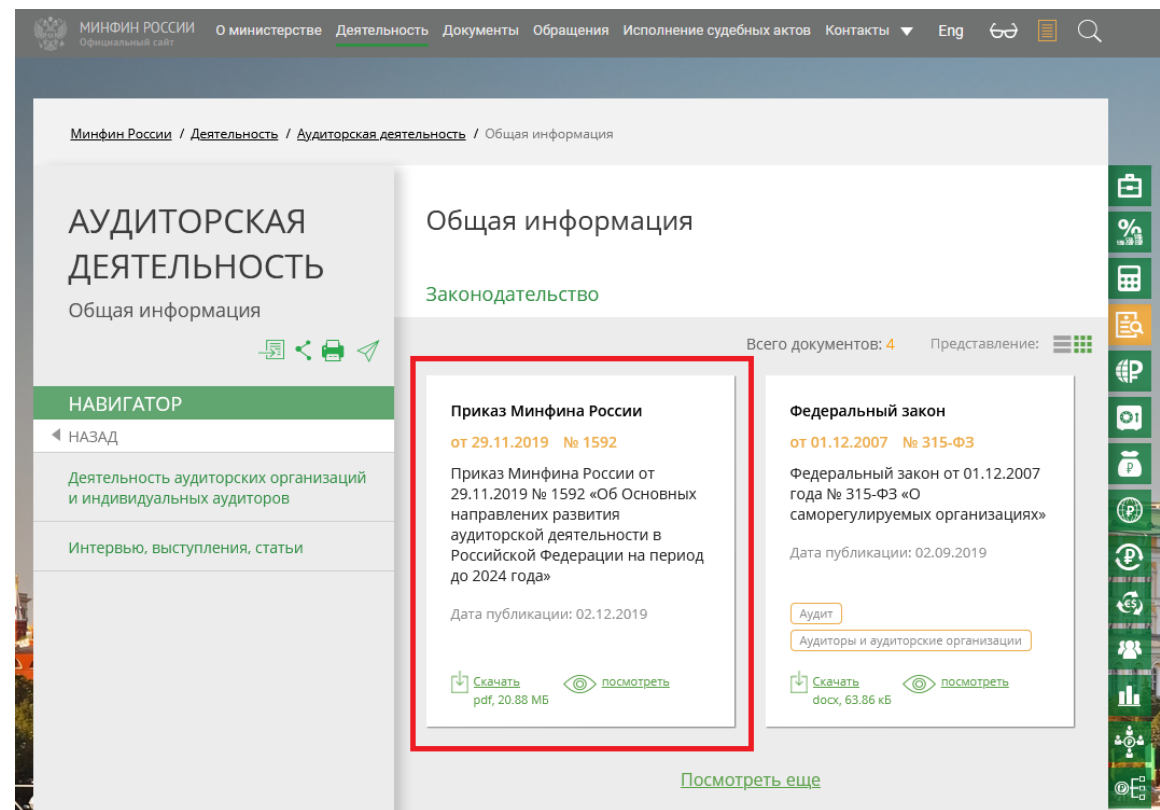 МИНФИН РОССИИ
Официальный сайт
О министерстве Деятельность Документы Обращения Исполнение судебных актов Контакты Eng
Минфин России / Деятельность / Аудиторская деятельность / Общая информация
АУДИТОРСКАЯ
ДЕЯТЕЛЬНОСТЬ
Общая информация
НАВИГАТОР
НАЗАД
Деятельность аудиторских организаций
и индивидуальных аудиторов
Интервью, выступления, статьи
Общая информация
Законодательство
Всего документов: 4 Представление:
Приказ Минфина России
от 29.11.2019 № 1592
Приказ Минфина России от
29.11.2019 № 1592 «Об Основных
направлениях развития
аудиторской деятельности в
Российской Федерации на период
до 2024 года»
Дата публикации: 02.12.2019
Скачать посмотреть
pdf, 20.88 МБ
Федеральный закон
от 01.12.2007 № 315-ФЗ
Федеральный закон от 01.12.2007
года № 315-ФЗ «О
саморегулируемых организациях»
Дата публикации: 02.09.2019
Аудит
Аудиторы и аудиторские организации
Скачать посмотреть
docx, 63.86 кБ
Посмотреть еще